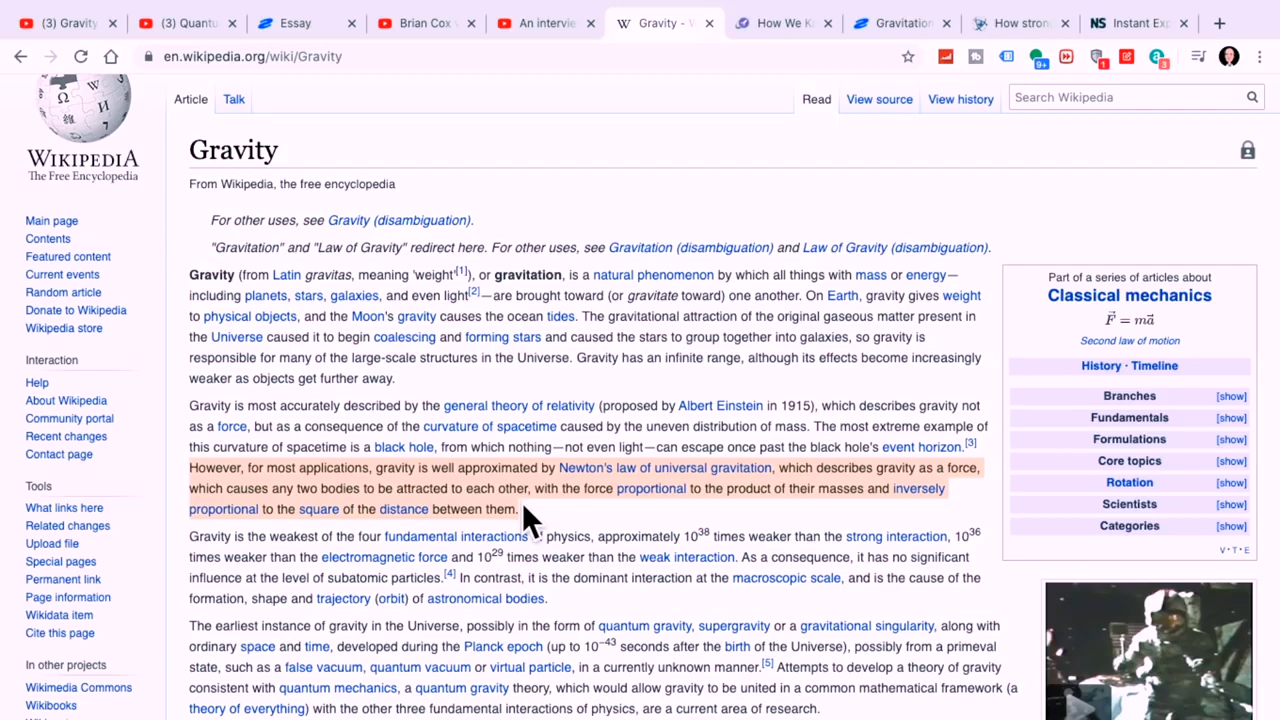 (3) Gravity
(3) Quantu
Essay
Brian Cox v
An intervie
Gravity - W
How We Kn
Gravitation
How stron
Instant Exp
en.wikipedia.org/wiki/Gravity
9+
1
3
WIKIPEDIA
The Free Encyclopedia
Main page
Contents
Featured content
Current events
Random article
Donate to Wikipedia
Wikipedia store
Interaction
Help
About Wikipedia
Community portal
Recent changes
Contact page
Tools
What links here
Related changes
Upload file
Special pages
Permanent link
Page information
Wikidata item
Cite this page
In other projects
Wikimedia Commons
Wikibooks
Article Talk
Read View source View history
Search Wikipedia
Gravity
From Wikipedia, the free encyclopedia
For other uses, see Gravity (disambiguation).
"Gravitation" and "Law of Gravity" redirect here. For other uses, see Gravitation (disambiguation) and Law of Gravity (disambiguation).
Gravity (from Latin gravitas, meaning 'weight'[1]), or gravitation, is a natural phenomenon by which all things with mass or energy—
including planets, stars, galaxies, and even light[2]—are brought toward (or gravitate toward) one another. On Earth, gravity gives weight
to physical objects, and the Moon's gravity causes the ocean tides. The gravitational attraction of the original gaseous matter present in
the Universe caused it to begin coalescing and forming stars and caused the stars to group together into galaxies, so gravity is
responsible for many of the large-scale structures in the Universe. Gravity has an infinite range, although its effects become increasingly
weaker as objects get further away.
Gravity is most accurately described by the general theory of relativity (proposed by Albert Einstein in 1915), which describes gravity not
as a force, but as a consequence of the curvature of spacetime caused by the uneven distribution of mass. The most extreme example of
this curvature of spacetime is a black hole, from which nothing—not even light—can escape once past the black hole's event horizon.[3]
However, for most applications, gravity is well approximated by Newton's law of universal gravitation, which describes gravity as a force,
which causes any two bodies to be attracted to each other, with the force proportional to the product of their masses and inversely
proportional to the square of the distance between them.
Gravity is the weakest of the four fundamental interactions physics, approximately 10³⁸ times weaker than the strong interaction, 10³⁶
times weaker than the electromagnetic force and 10²⁹ times weaker than the weak interaction. As a consequence, it has no significant
influence at the level of subatomic particles.[4] In contrast, it is the dominant interaction at the macroscopic scale, and is the cause of the
formation, shape and trajectory (orbit) of astronomical bodies.
The earliest instance of gravity in the Universe, possibly in the form of quantum gravity, supergravity or a gravitational singularity, along with
ordinary space and time, developed during the Planck epoch (up to 10⁻⁴³ seconds after the birth of the Universe), possibly from a primeval
state, such as a false vacuum, quantum vacuum or virtual particle, in a currently unknown manner.[5] Attempts to develop a theory of gravity
consistent with quantum mechanics, a quantum gravity theory, which would allow gravity to be united in a common mathematical framework (a
theory of everything) with the other three fundamental interactions of physics, are a current area of research.
Part of a series of articles about
Classical mechanics
F⃗ = ma⃗
Second law of motion
History · Timeline
Branches [show]
Fundamentals [show]
Formulations [show]
Core topics [show]
Rotation [show]
Scientists [show]
Categories [show]
V · T · E